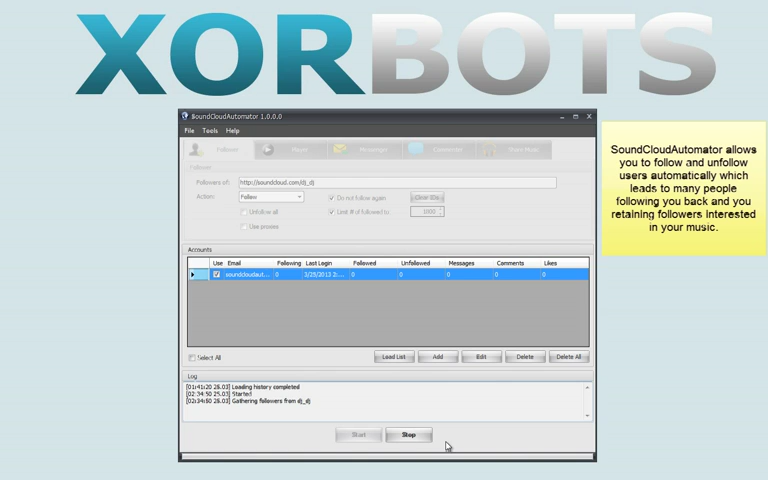 XORBOTS
SoundCloudAutomator 1.0.0.0
File Tools Help
Follower Music Messages Comments Share Music
Follower
Followers of: http://soundcloud.com/dj_dj
Action: Follow Do not follow again Clear IDs
Unfollow all Limit # of followed to 1000
Use proxies
SoundCloudAutomator allows
you to follow and unfollow
users automatically which
leads to many people
following you back and you
retaining followers interested
in your music.
Accounts
Use Email Following Last Login Followed Unfollowed Messages Comments Likes
soundcloudaut... 0 3/25/2013 2:... 0 0 0 0 0
Select All Load List Add Edit Delete Delete All
Log
[01:41:20 25.03] Loading history completed
[02:34:50 25.03] Started
[02:34:50 25.03] Gathering followers from dj_dj
Start Stop